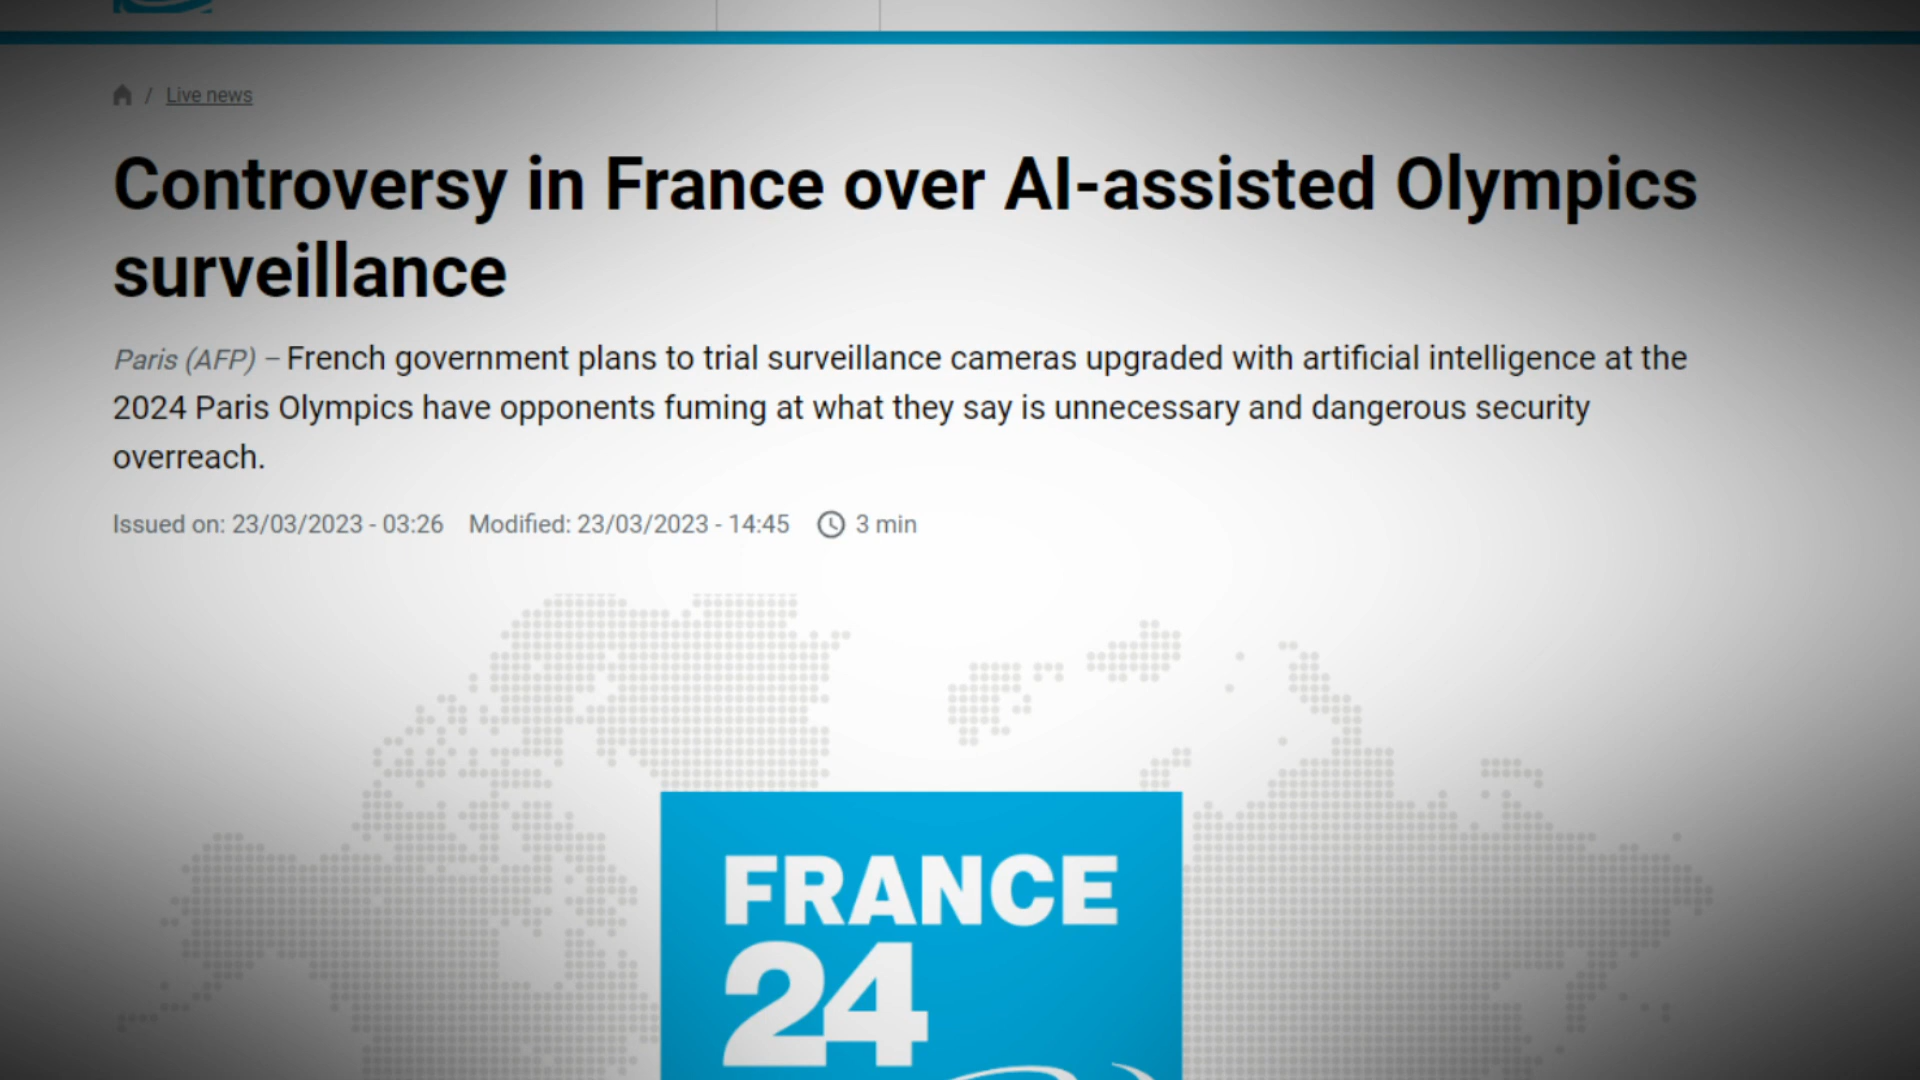 / Live news
Controversy in France over AI-assisted Olympics
surveillance
Paris (AFP) – French government plans to trial surveillance cameras upgraded with artificial intelligence at the
2024 Paris Olympics have opponents fuming at what they say is unnecessary and dangerous security
overreach.
Issued on: 23/03/2023 - 03:26 Modified: 23/03/2023 - 14:45 3 min
FRANCE
24